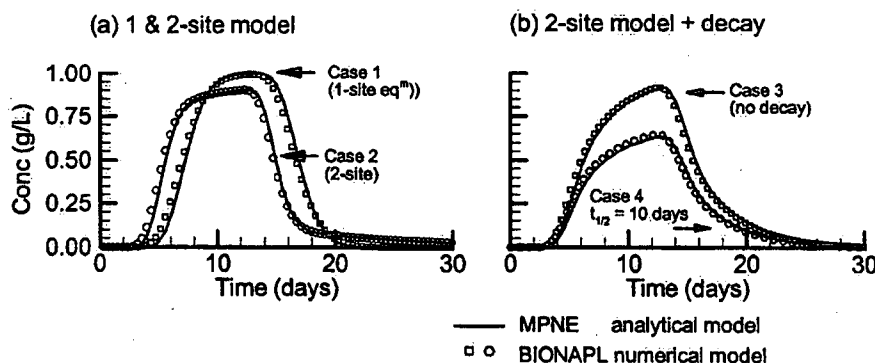 (a) 1 & 2-site model
(b) 2-site model + decay
Conc (g/L)
1.00
0.75
0.50
0.25
0.00
0
10
20
30
Time (days)
Case 1
(1-site eqᵐ))
Case 2
(2-site)
0
10
20
30
Time (days)
Case 3
(no decay)
Case 4
t1/2 = 10 days
MPNE analytical model
BIONAPL numerical model